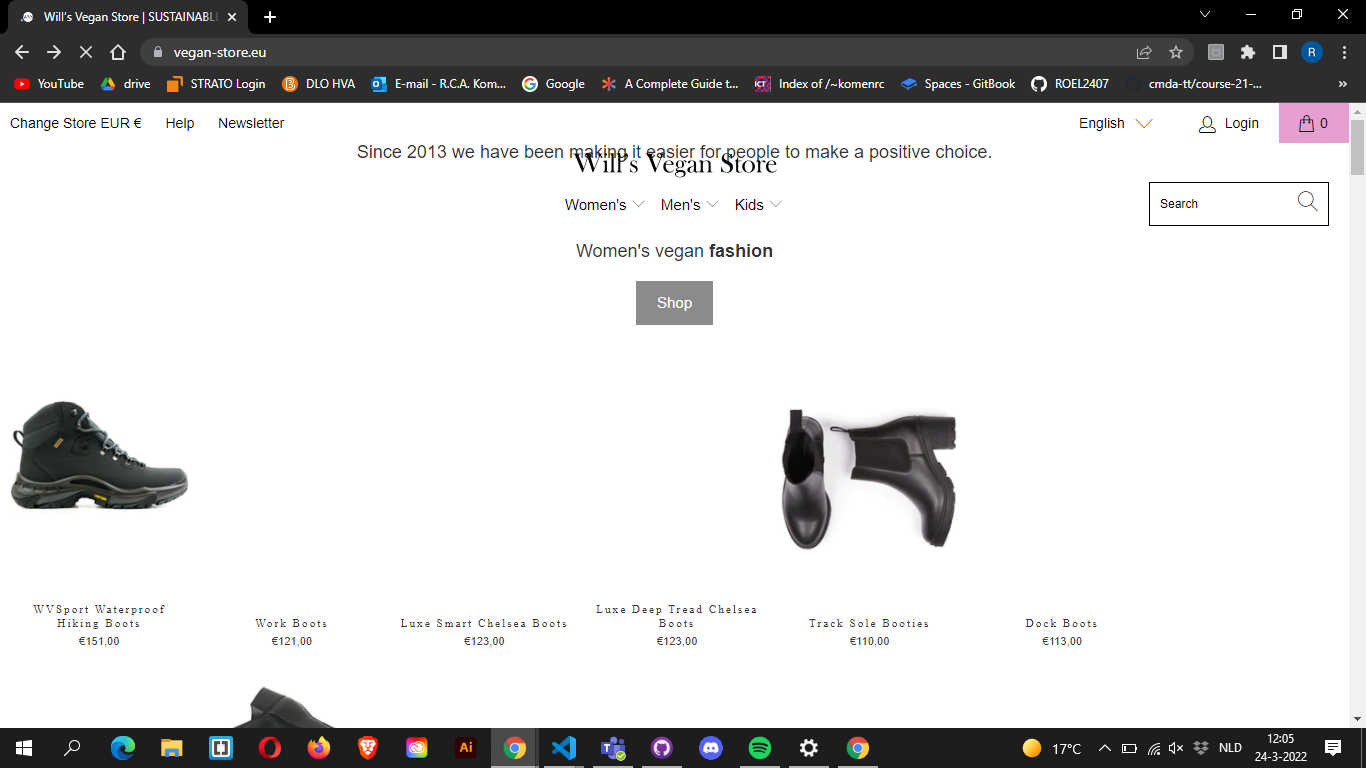 Will's Vegan Store | SUSTAINABLE
vegan-store.eu
R
YouTube
drive
STRATO Login
DLO HVA
E-mail - R.C.A. Kom...
Google
A Complete Guide t...
Index of /~komenrc
Spaces - GitBook
ROEL2407
cmda-tt/course-21-...
»
Change Store EUR €
Help
Newsletter
English
Login
0
Since 2013 we have been making it easier for people to make a positive choice.
Will's Vegan Store
Women's
Men's
Kids
Search
Women's vegan fashion
Shop
WVSport Waterproof
Hiking Boots
€151,00
Work Boots
€121,00
Luxe Smart Chelsea Boots
€123,00
Luxe Deep Tread Chelsea
Boots
€123,00
Track Sole Booties
€110,00
Dock Boots
€113,00
Ai
17°C
NLD
12:05
24-3-2022